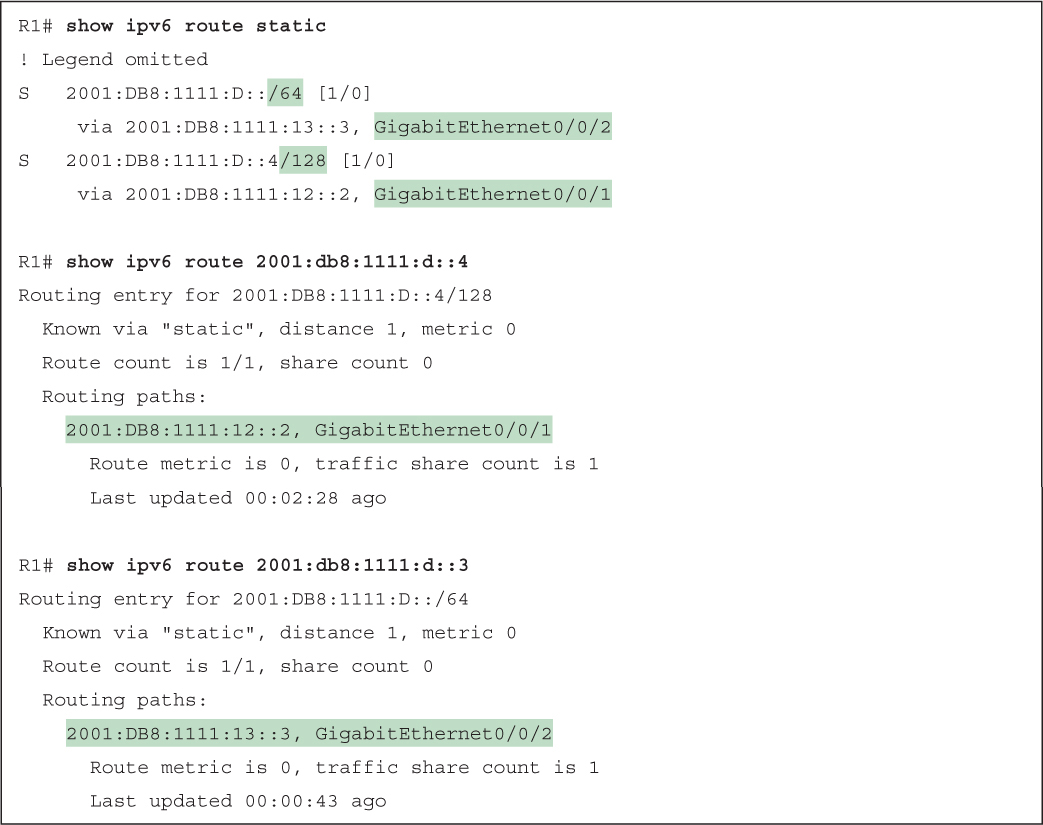 R1# show ipv6 route static
! Legend omitted
S   2001:DB8:1111:D::/64 [1/0]
     via 2001:DB8:1111:13::3, GigabitEthernet0/0/2
S   2001:DB8:1111:D::4/128 [1/0]
     via 2001:DB8:1111:12::2, GigabitEthernet0/0/1
R1# show ipv6 route 2001:db8:1111:d::4
Routing entry for 2001:DB8:1111:D::4/128
  Known via "static", distance 1, metric 0
  Route count is 1/1, share count 0
  Routing paths:
    2001:DB8:1111:12::2, GigabitEthernet0/0/1
      Route metric is 0, traffic share count is 1
      Last updated 00:02:28 ago
R1# show ipv6 route 2001:db8:1111:d::3
Routing entry for 2001:DB8:1111:D::/64
  Known via "static", distance 1, metric 0
  Route count is 1/1, share count 0
  Routing paths:
    2001:DB8:1111:13::3, GigabitEthernet0/0/2
      Route metric is 0, traffic share count is 1
      Last updated 00:00:43 ago